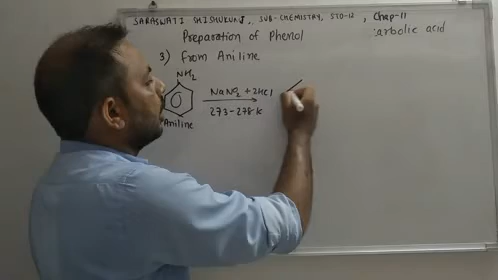 SARASWATI SHISHUKUNJ, SUB-CHEMISTRY, STD-12, Chap-11
Preparation of Phenol
arbolic acid
3) From Aniline
NH2
NaNO2 + 2HCl
273-278 K
Aniline